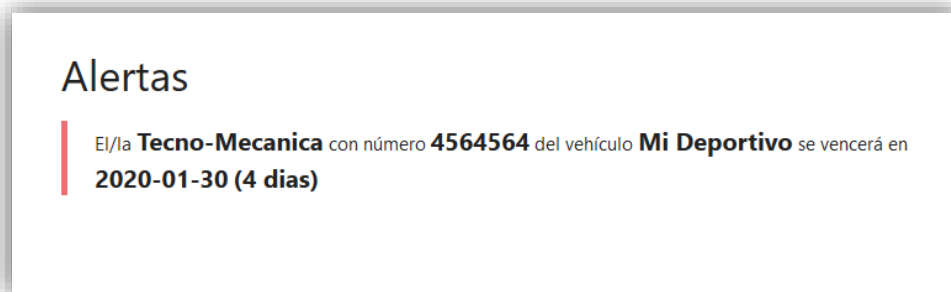 Alertas
El/la Tecno-Mecanica con número 4564564 del vehículo Mi Deportivo se vencerá en
2020-01-30 (4 dias)